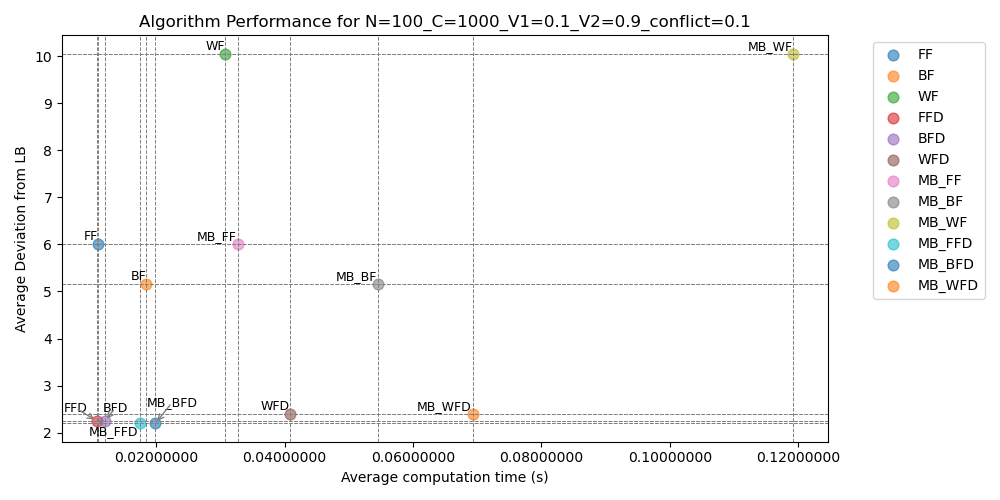 Algorithm Performance for N=100_C=1000_V1=0.1_V2=0.9_conflict=0.1
Average Deviation from LB
10
9
8
7
6
5
4
3
2
WF
MB_WF
FF
MB_FF
BF
MB_BF
FFD
BFD
MB_BFD
MB_FFD
WFD
MB_WFD
0.02000000
0.04000000
0.06000000
0.08000000
0.10000000
0.12000000
Average computation time (s)
FF
BF
WF
FFD
BFD
WFD
MB_FF
MB_BF
MB_WF
MB_FFD
MB_BFD
MB_WFD